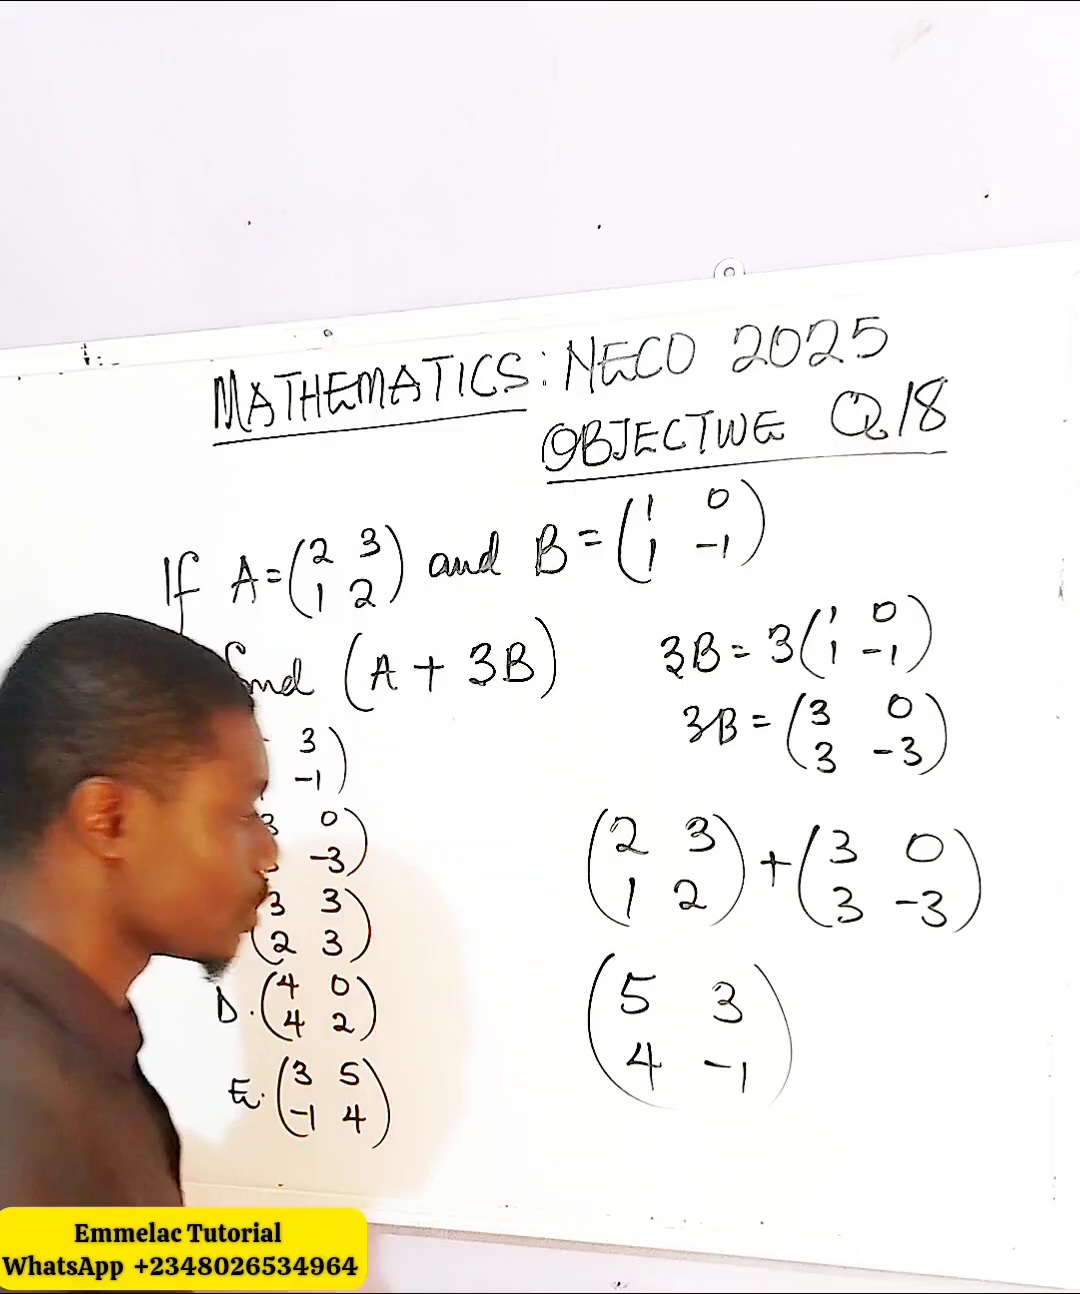 MATHEMATICS: NECO 2025
OBJECTIVE Q18
If A=(2 3
1 2) and B=(1 0
1 -1)
find (A + 3B)
3
-1)
3 0
-3)
3 3
(2 3)
D. (4 0
4 2)
E. (3 5
-1 4)
3B = 3(1 0
1 -1)
3B = (3 0
3 -3)
(2 3
1 2) + (3 0
3 -3)
(5 3
4 -1)
Emmelac Tutorial
WhatsApp +2348026534964